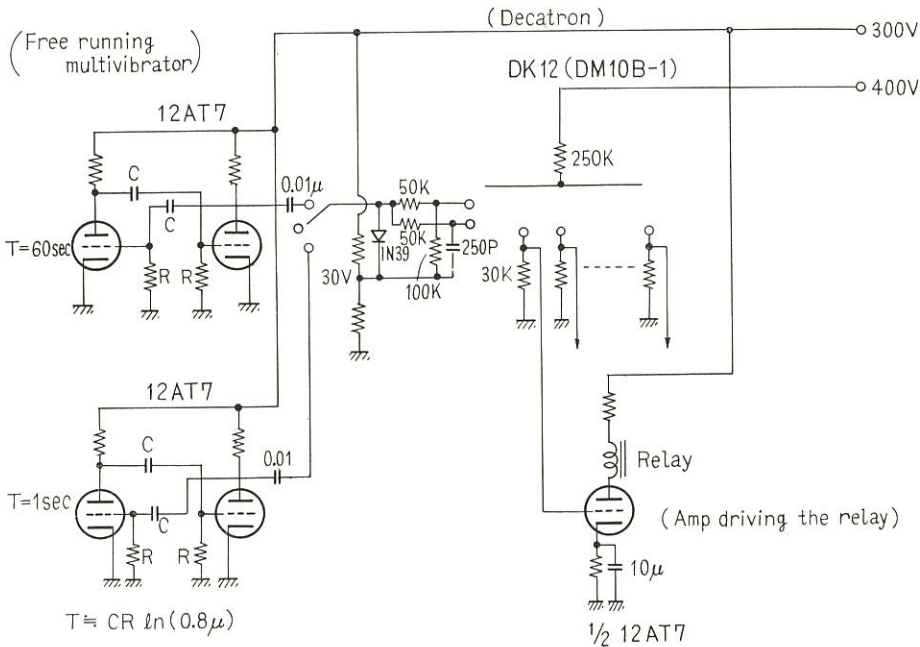 (Decatron)
300V
(Free running
multivibrator)
DK12 (DM10B-1)
400V
12AT7
250K
C
0.01μ
50K
C
50K
T=60sec
1N39
250P
R
R
30V
100K
30K
12AT7
C
0.01
Relay
T=1sec
C
(Amp driving the relay)
R
R
10μ
T≒ CR ln(0.8μ)
1/2 12AT7